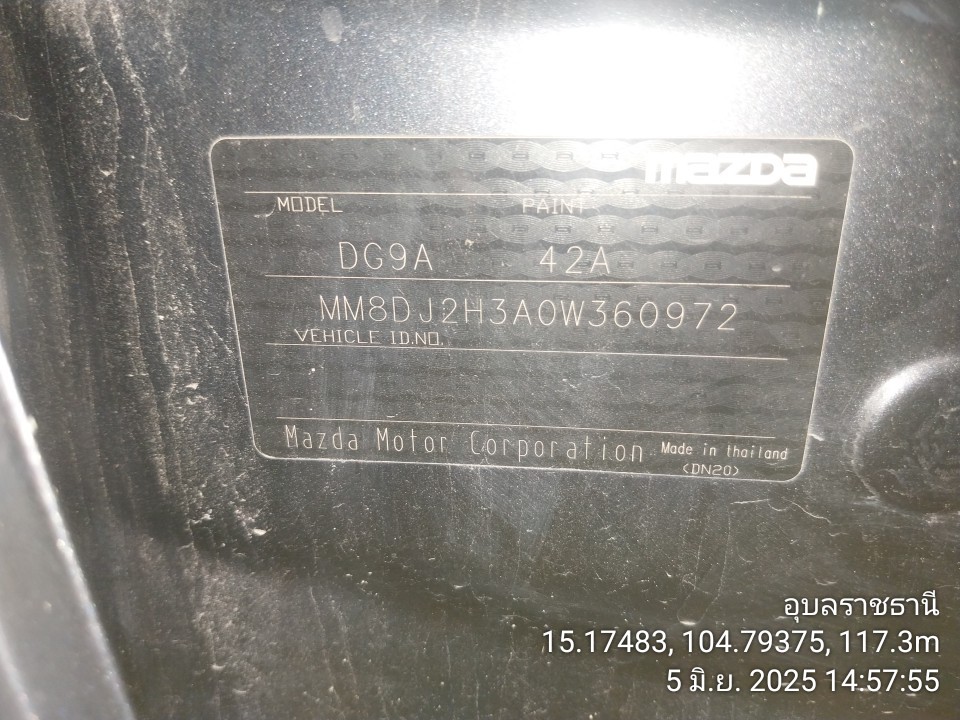 mazda
MODEL PAINT
DG9A 42A
MM8DJ2H3A0W360972
VEHICLE ID.NO.
Mazda Motor Corporation Made in thailand
(DN20)
อุบลราชธานี
15.17483, 104.79375, 117.3m
5 มิ.ย. 2025 14:57:55